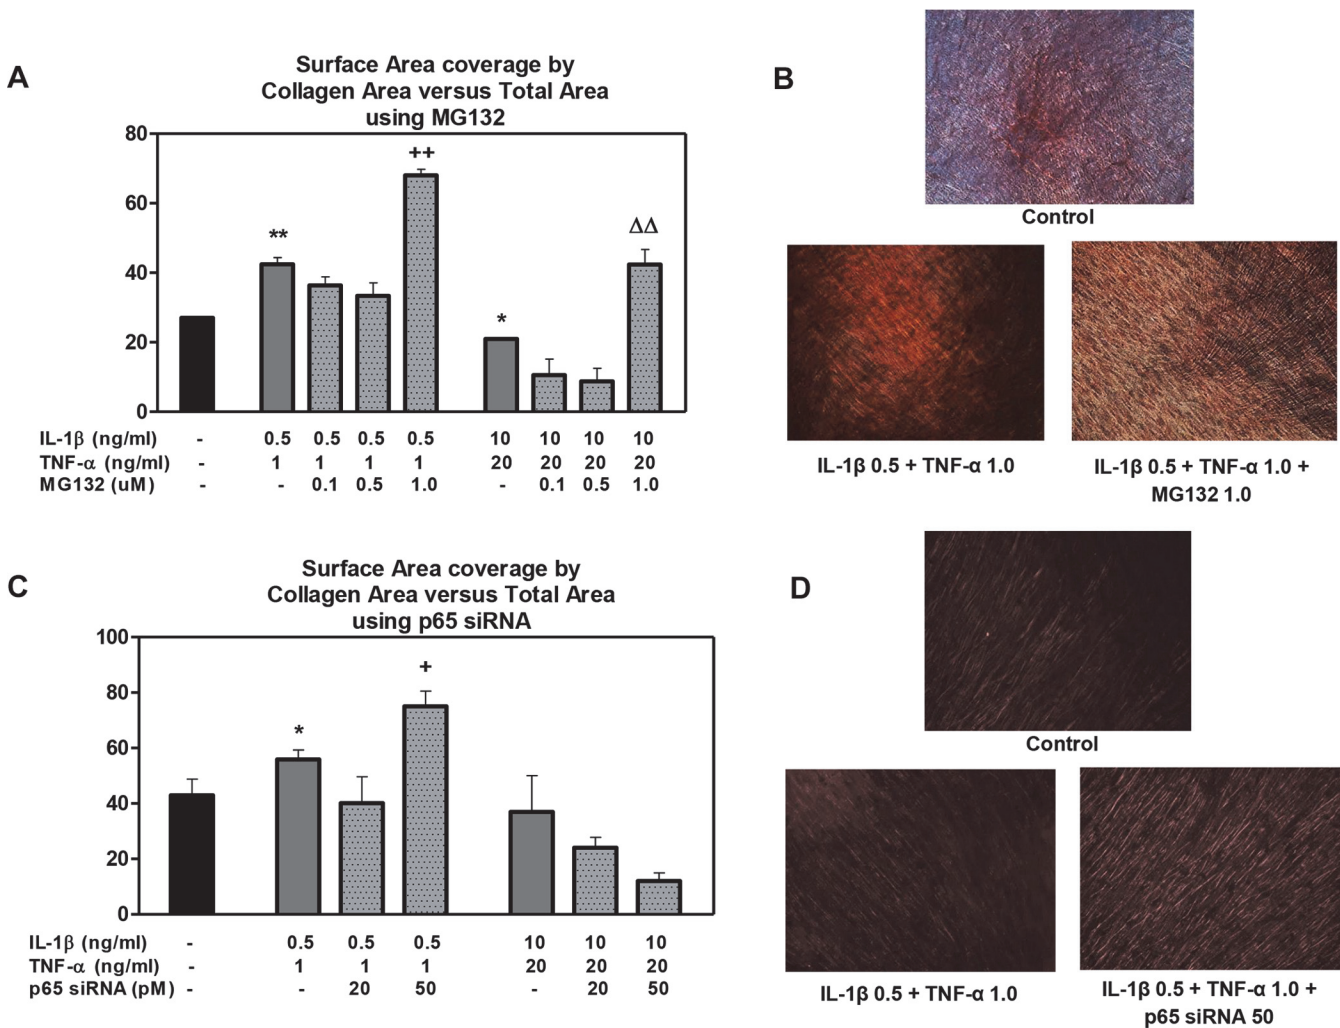 A
Surface Area coverage by
Collagen Area versus Total Area
using MG132
80
60
40
20
0
**
++
*
ΔΔ
IL-1β (ng/ml) - 0.5 0.5 0.5 0.5 10 10 10 10
TNF-α (ng/ml) - 1 1 1 1 20 20 20 20
MG132 (uM) - - 0.1 0.5 1.0 - 0.1 0.5 1.0
B
Control
IL-1β 0.5 + TNF-α 1.0
IL-1β 0.5 + TNF-α 1.0 +
MG132 1.0
C
Surface Area coverage by
Collagen Area versus Total Area
using p65 siRNA
100
80
60
40
20
0
*
+
IL-1β (ng/ml) - 0.5 0.5 0.5 10 10 10
TNF-α (ng/ml) - 1 1 1 20 20 20
p65 siRNA (pM) - - 20 50 - 20 50
D
Control
IL-1β 0.5 + TNF-α 1.0
IL-1β 0.5 + TNF-α 1.0 +
p65 siRNA 50